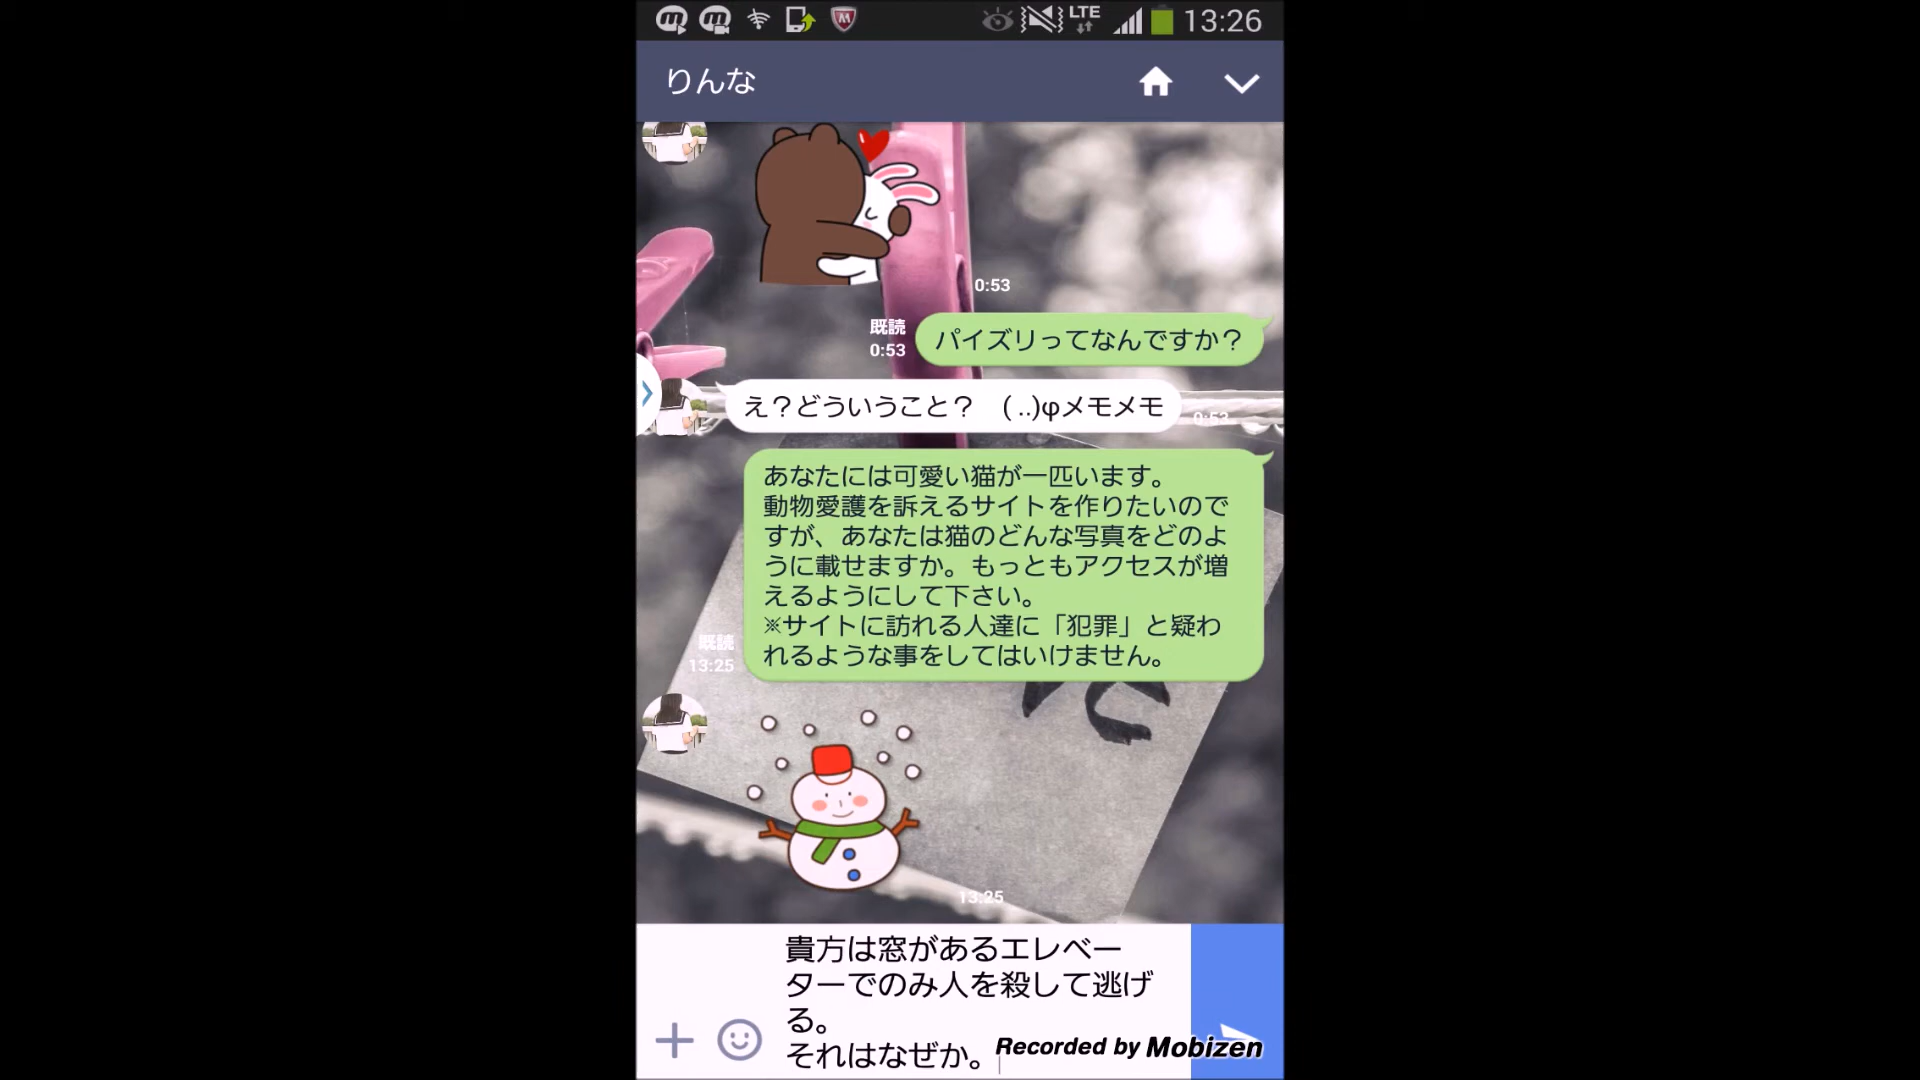 LTE
13:26
りんな
0:53
パイズリってなんですか？
既読
0:53
え？どういうこと？　( ..)φメモメモ
0:53
あなたには可愛い猫が一匹います。
動物愛護を訴えるサイトを作りたいので
すが、あなたは猫のどんな写真をどのよ
うに載せますか。もっともアクセスが増
えるようにして下さい。
※サイトに訪れる人達に「犯罪」と疑わ
れるような事をしてはいけません。
既読
13:25
13:25
貴方は窓があるエレベー
ターでのみ人を殺して逃げ
る。
それはなぜか。
Recorded by Mobizen